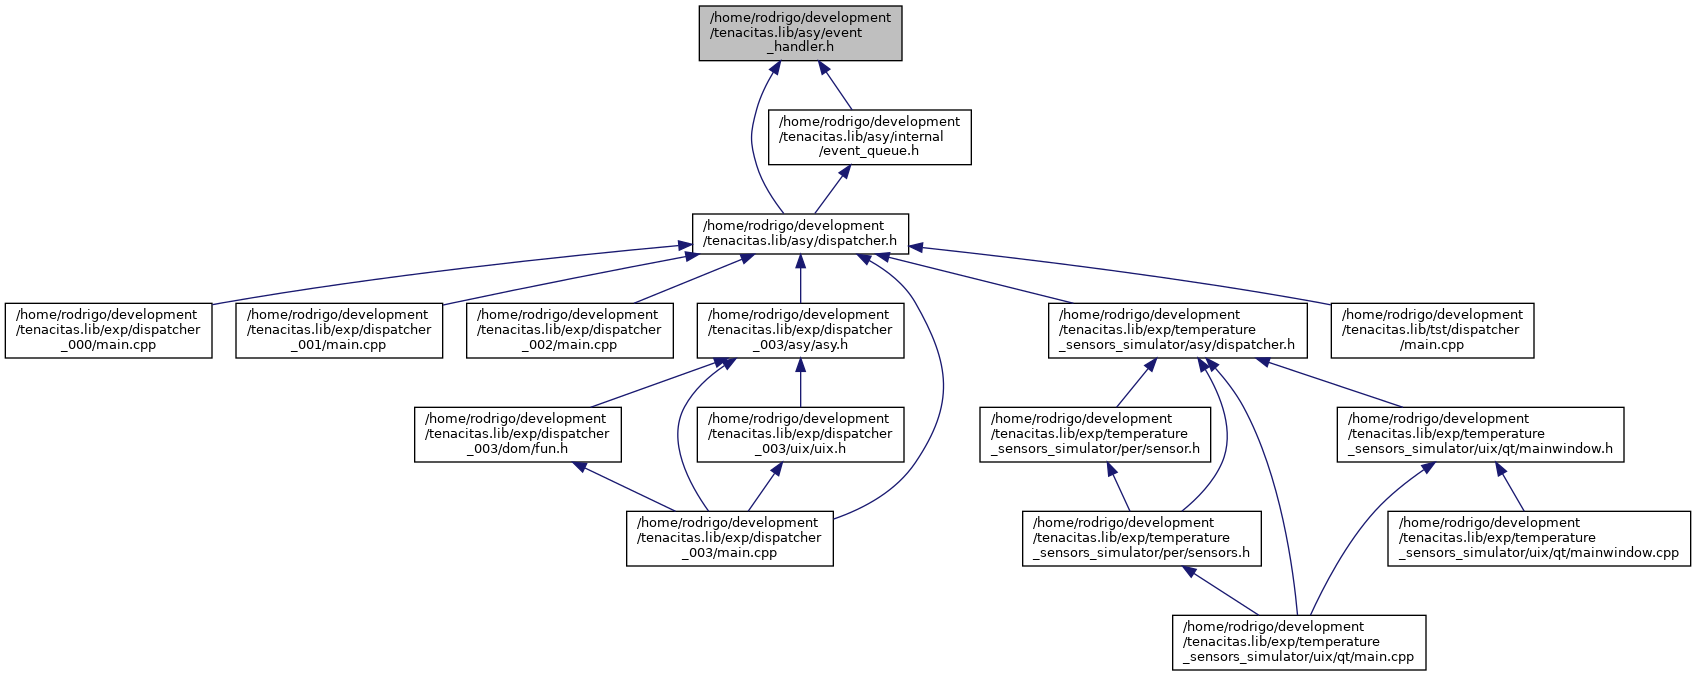 /home/rodrigo/development
/tenacitas.lib/asy/event
_handler.h
/home/rodrigo/development
/tenacitas.lib/asy/internal
/event_queue.h
/home/rodrigo/development
/tenacitas.lib/asy/dispatcher.h
/home/rodrigo/development
/tenacitas.lib/exp/dispatcher
_000/main.cpp
/home/rodrigo/development
/tenacitas.lib/exp/dispatcher
_001/main.cpp
/home/rodrigo/development
/tenacitas.lib/exp/dispatcher
_002/main.cpp
/home/rodrigo/development
/tenacitas.lib/exp/dispatcher
_003/asy/asy.h
/home/rodrigo/development
/tenacitas.lib/exp/temperature
_sensors_simulator/asy/dispatcher.h
/home/rodrigo/development
/tenacitas.lib/tst/dispatcher
/main.cpp
/home/rodrigo/development
/tenacitas.lib/exp/dispatcher
_003/dom/fun.h
/home/rodrigo/development
/tenacitas.lib/exp/dispatcher
_003/uix/uix.h
/home/rodrigo/development
/tenacitas.lib/exp/temperature
_sensors_simulator/per/sensor.h
/home/rodrigo/development
/tenacitas.lib/exp/temperature
_sensors_simulator/uix/qt/mainwindow.h
/home/rodrigo/development
/tenacitas.lib/exp/dispatcher
_003/main.cpp
/home/rodrigo/development
/tenacitas.lib/exp/temperature
_sensors_simulator/per/sensors.h
/home/rodrigo/development
/tenacitas.lib/exp/temperature
_sensors_simulator/uix/qt/mainwindow.cpp
/home/rodrigo/development
/tenacitas.lib/exp/temperature
_sensors_simulator/uix/qt/main.cpp